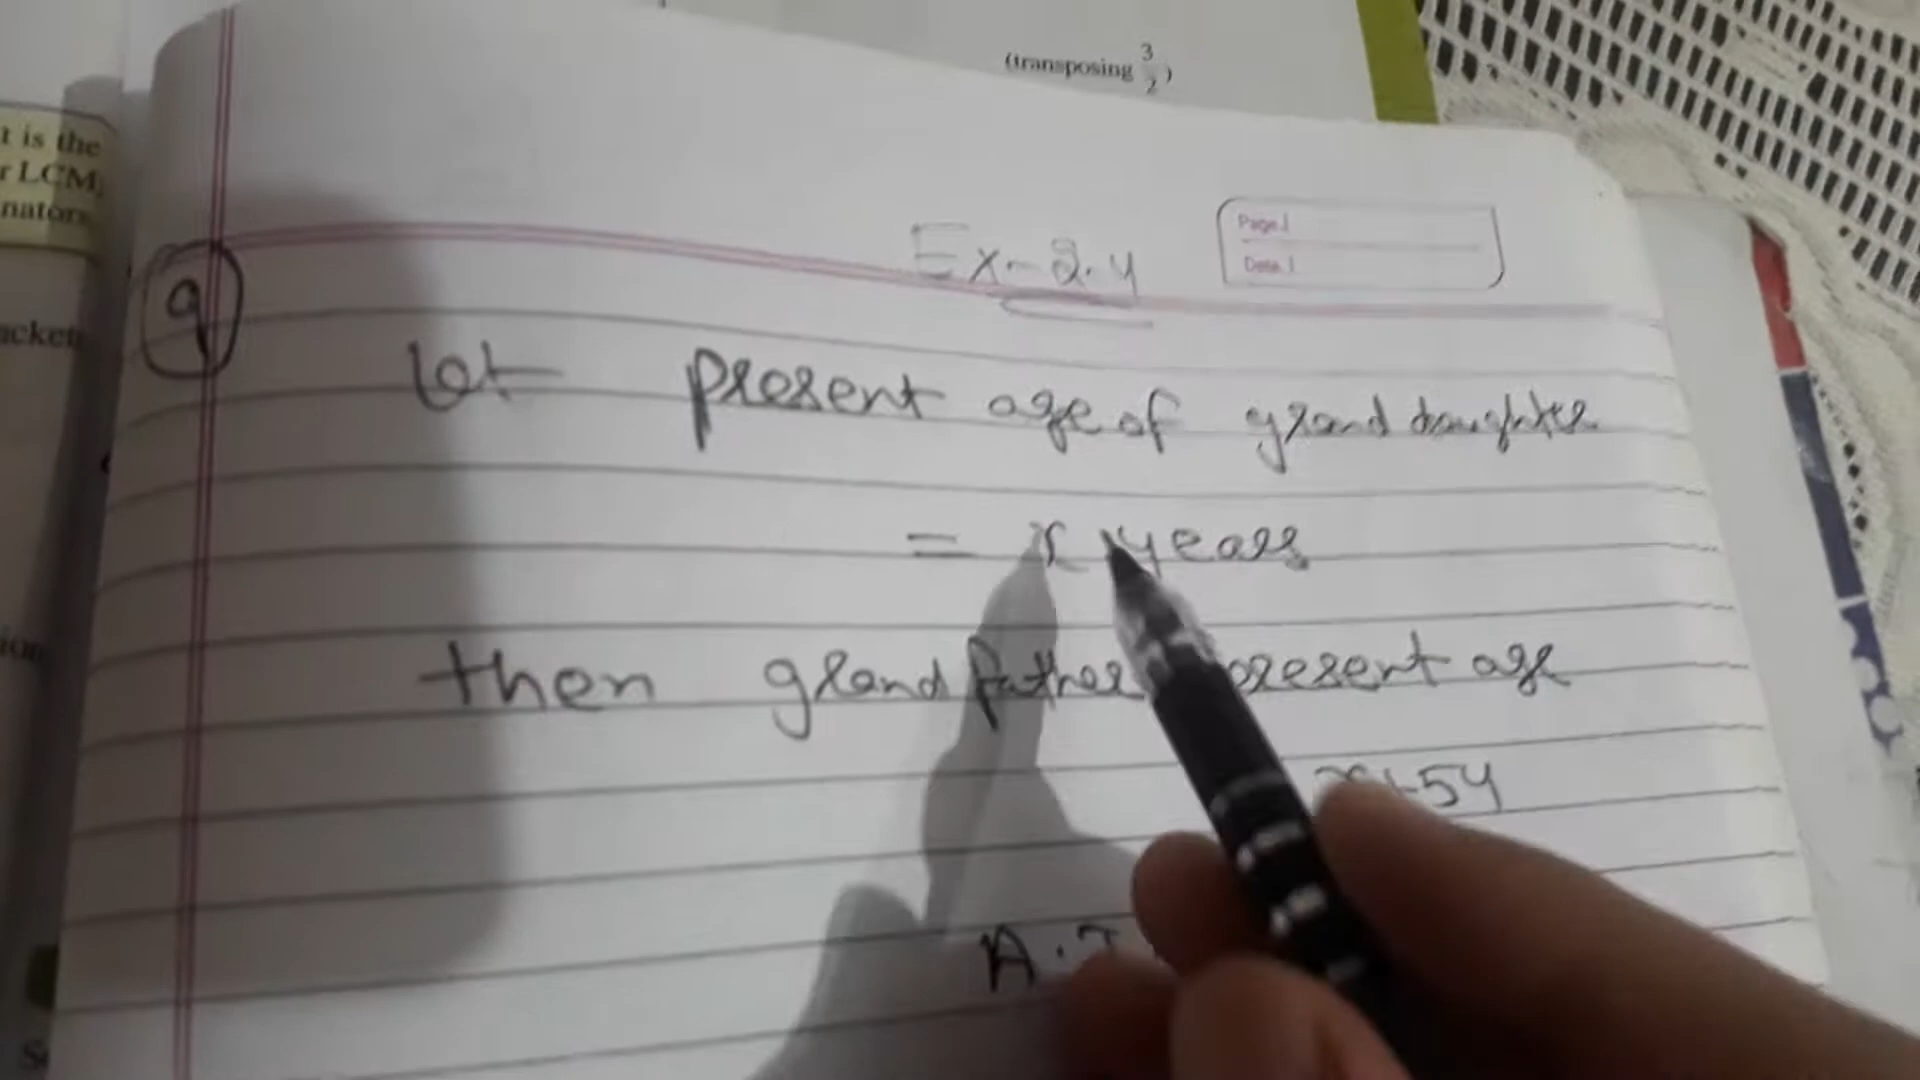 (transposing 3/2)
t is the
r LCM,
nators.
Ex-2.4
Page |
Date |
9
Let present age of grand daughter
= x years
then grand father present age
x+54
A.